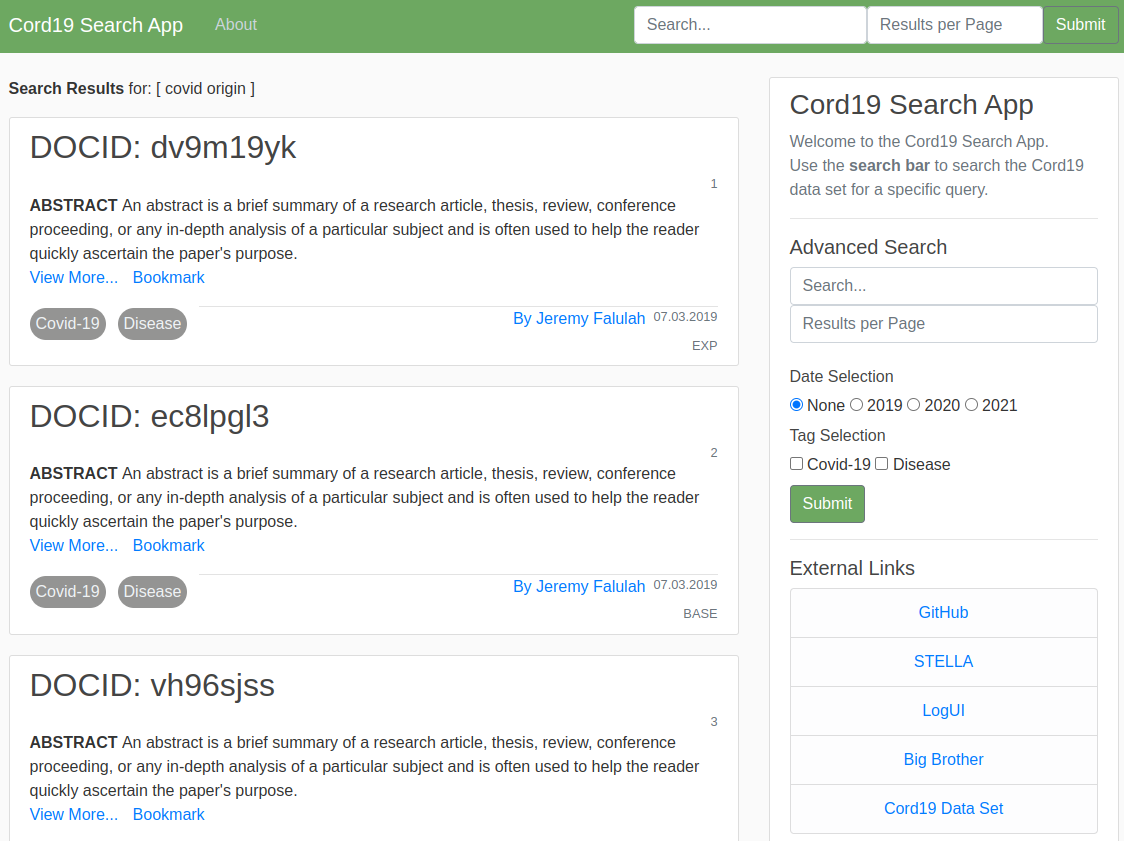 Cord19 Search App About Search... Results per Page Submit
Search Results for: [ covid origin ]
DOCID: dv9m19yk
1
ABSTRACT An abstract is a brief summary of a research article, thesis, review, conference
proceeding, or any in-depth analysis of a particular subject and is often used to help the reader
quickly ascertain the paper's purpose.
View More... Bookmark
Covid-19 Disease By Jeremy Falulah 07.03.2019
EXP
DOCID: ec8lpgl3
2
ABSTRACT An abstract is a brief summary of a research article, thesis, review, conference
proceeding, or any in-depth analysis of a particular subject and is often used to help the reader
quickly ascertain the paper's purpose.
View More... Bookmark
Covid-19 Disease By Jeremy Falulah 07.03.2019
BASE
DOCID: vh96sjss
3
ABSTRACT An abstract is a brief summary of a research article, thesis, review, conference
proceeding, or any in-depth analysis of a particular subject and is often used to help the reader
quickly ascertain the paper's purpose.
View More... Bookmark
Cord19 Search App
Welcome to the Cord19 Search App.
Use the search bar to search the Cord19
data set for a specific query.
Advanced Search
Search...
Results per Page
Date Selection
None 2019 2020 2021
Tag Selection
Covid-19 Disease
Submit
External Links
GitHub
STELLA
LogUI
Big Brother
Cord19 Data Set